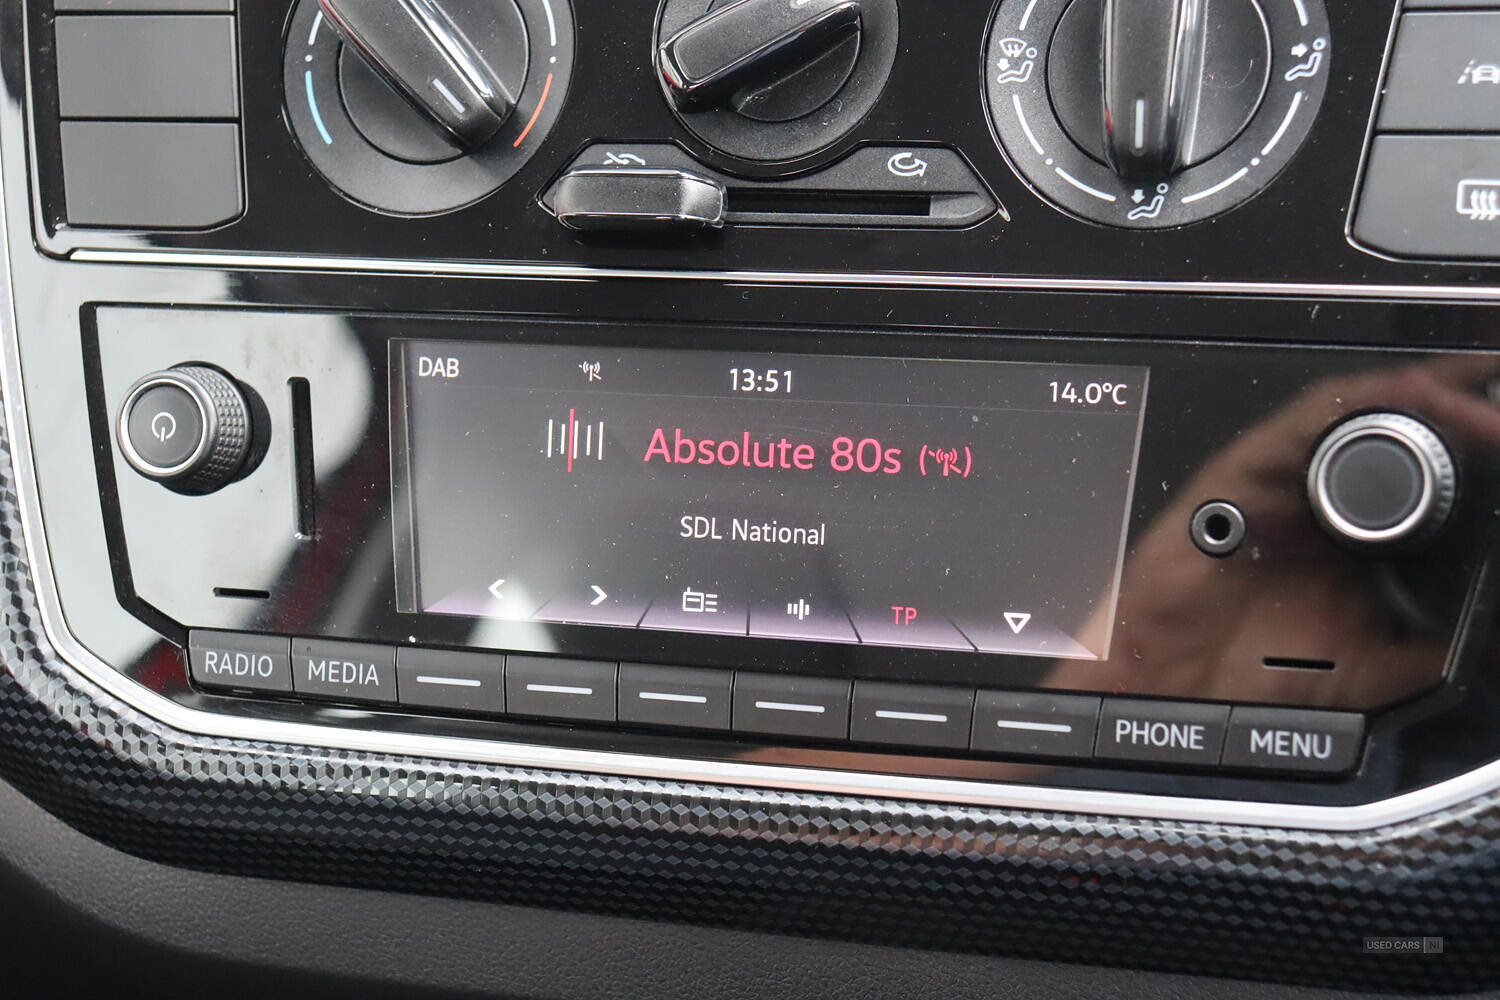 DAB 13:51 14.0°C
Absolute 80s
SDL National
< > TP
RADIO MEDIA PHONE MENU
USED CARS NI